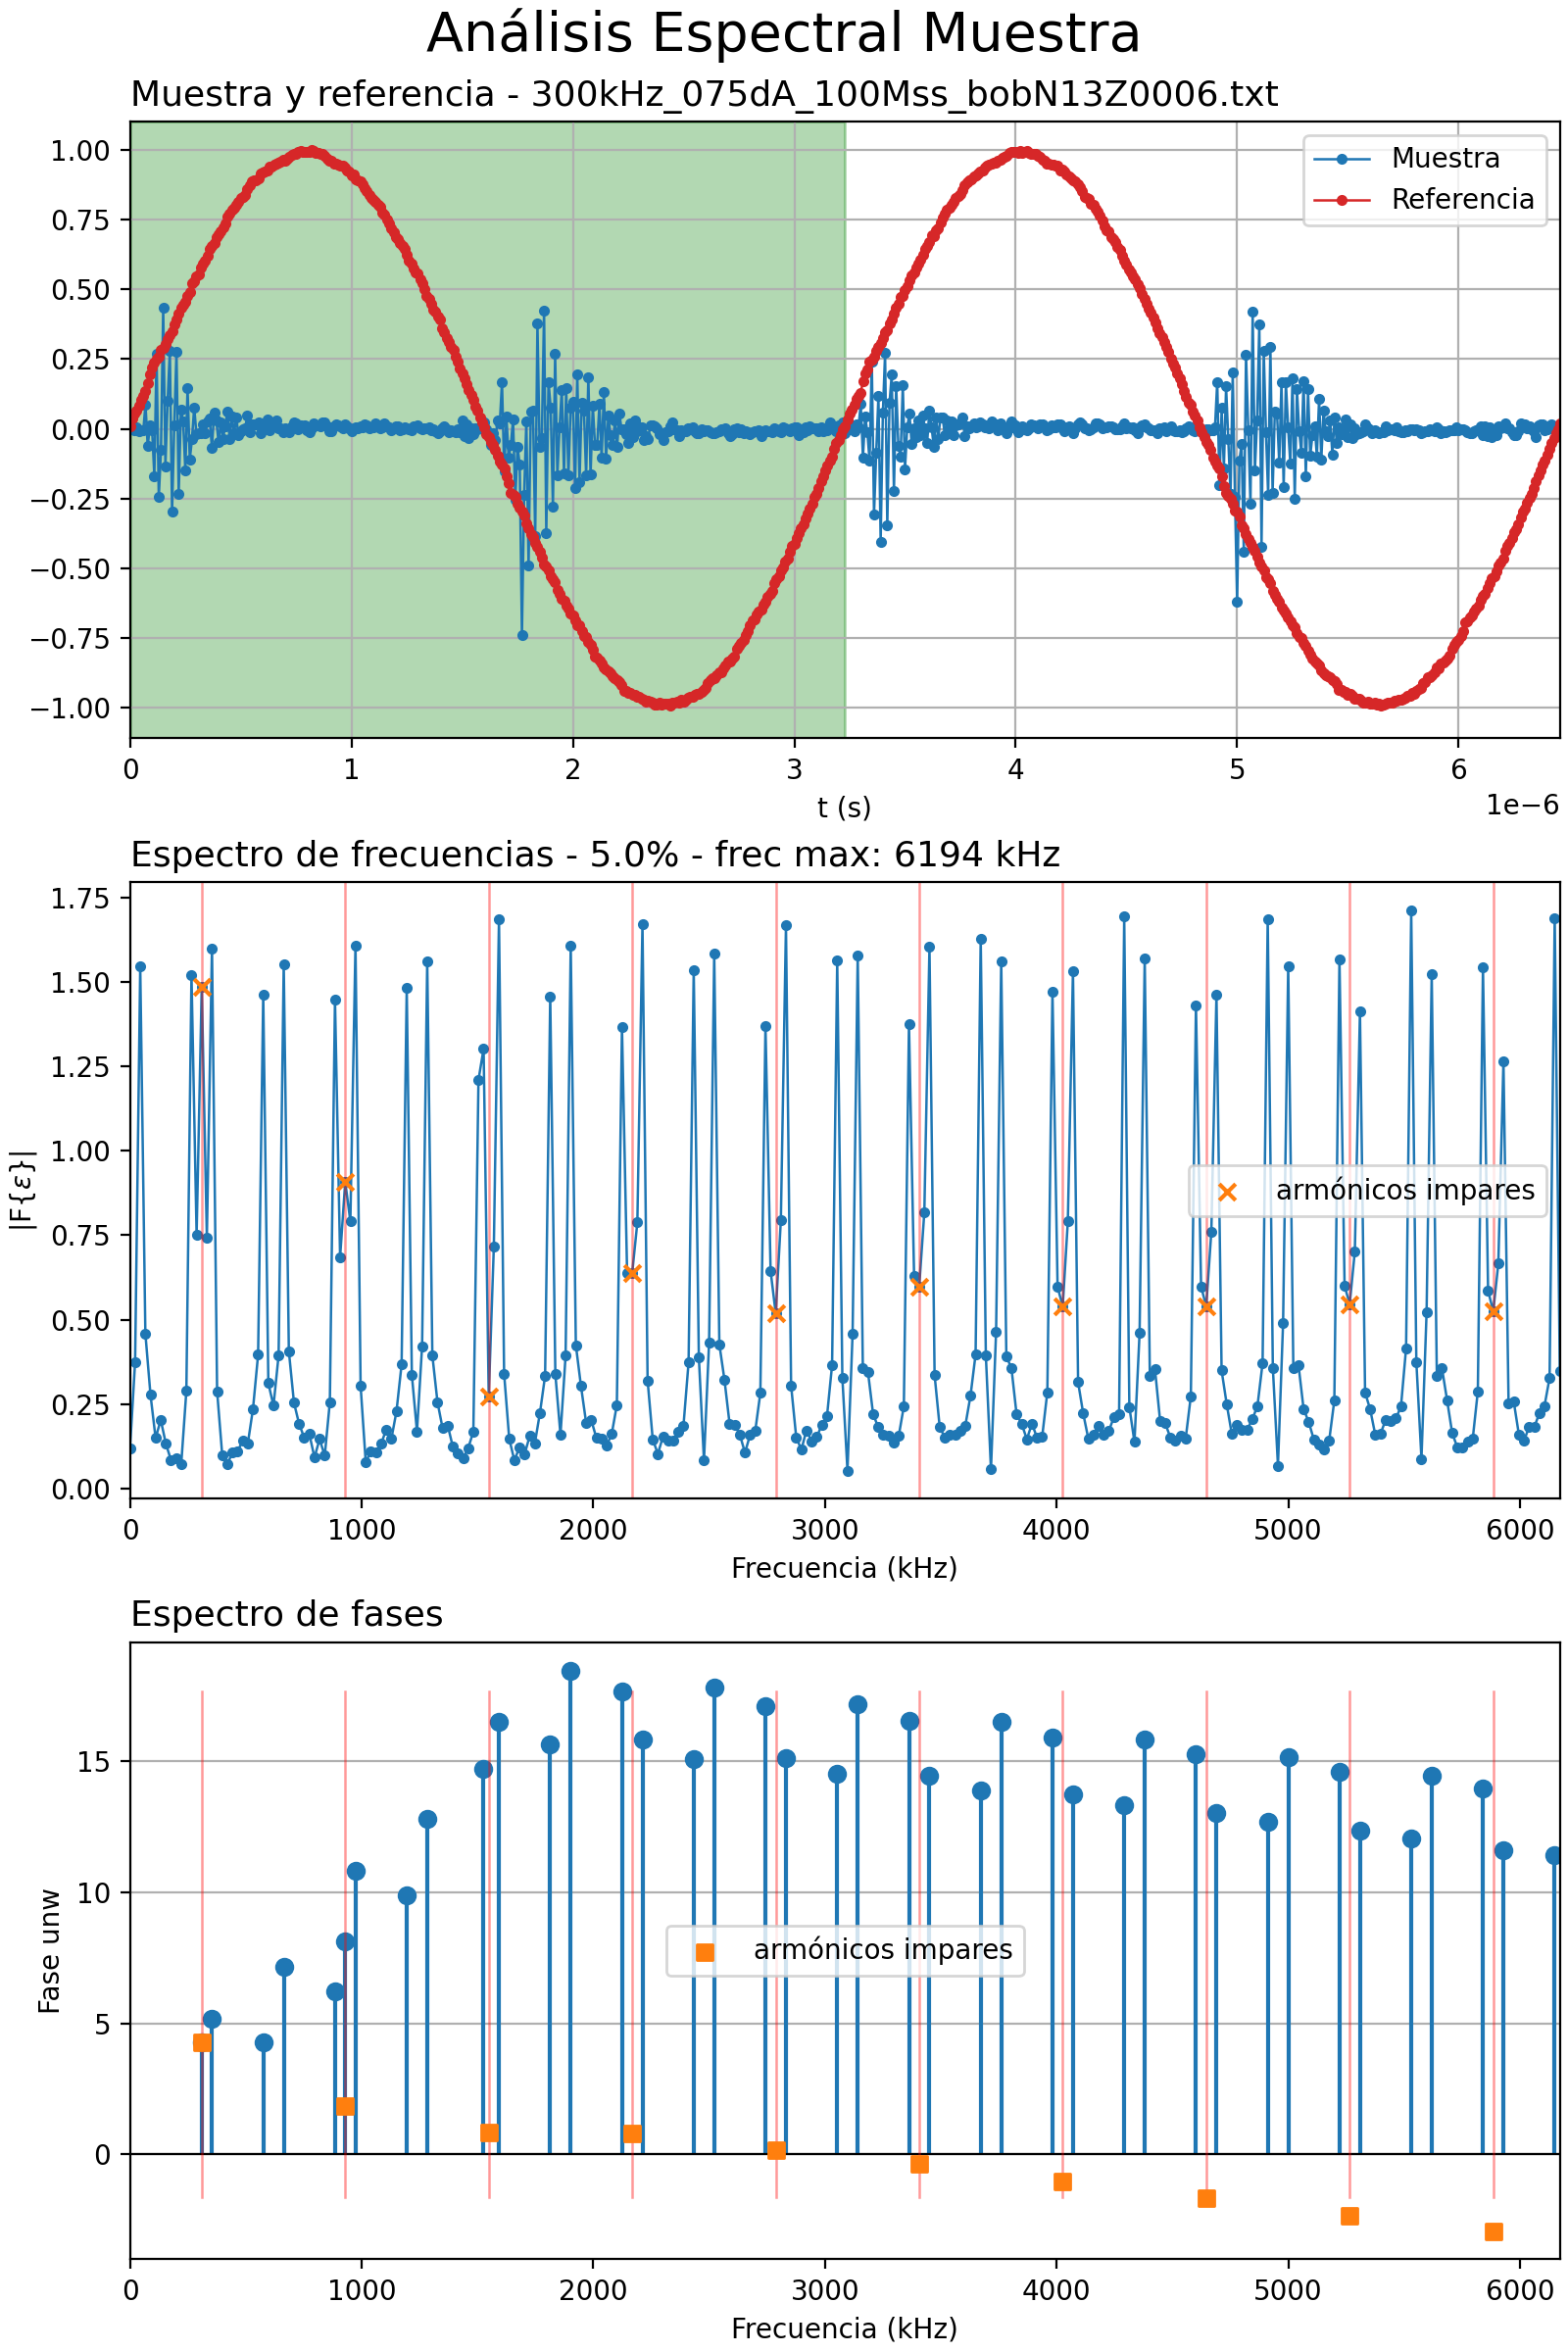 Análisis Espectral Muestra
Muestra y referencia - 300kHz_075dA_100Mss_bobN13Z0006.txt
1.00
0.75
0.50
0.25
0.00
−0.25
−0.50
−0.75
−1.00
Muestra
Referencia
0 1 2 3 4 5 6
1e−6
t (s)
Espectro de frecuencias - 5.0% - frec max: 6194 kHz
1.75
1.50
1.25
1.00
0.75
0.50
0.25
0.00
|F{ε}|
armónicos impares
0 1000 2000 3000 4000 5000 6000
Frecuencia (kHz)
Espectro de fases
15
10
5
0
Fase unw
armónicos impares
0 1000 2000 3000 4000 5000 6000
Frecuencia (kHz)